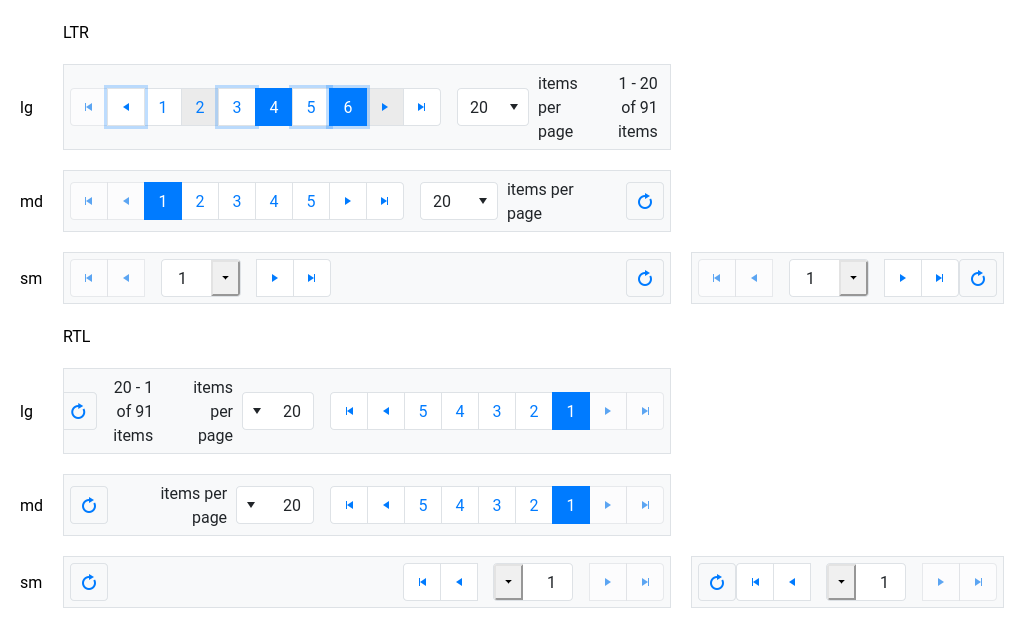 LTR
lg
1 2 3 4 5 6 20 items per page 1 - 20 of 91 items
md
1 2 3 4 5 20 items per page
sm
1 1
RTL
lg
20 - 1 of 91 items items per page 20 5 4 3 2 1
md
items per page 20 5 4 3 2 1
sm
1 1